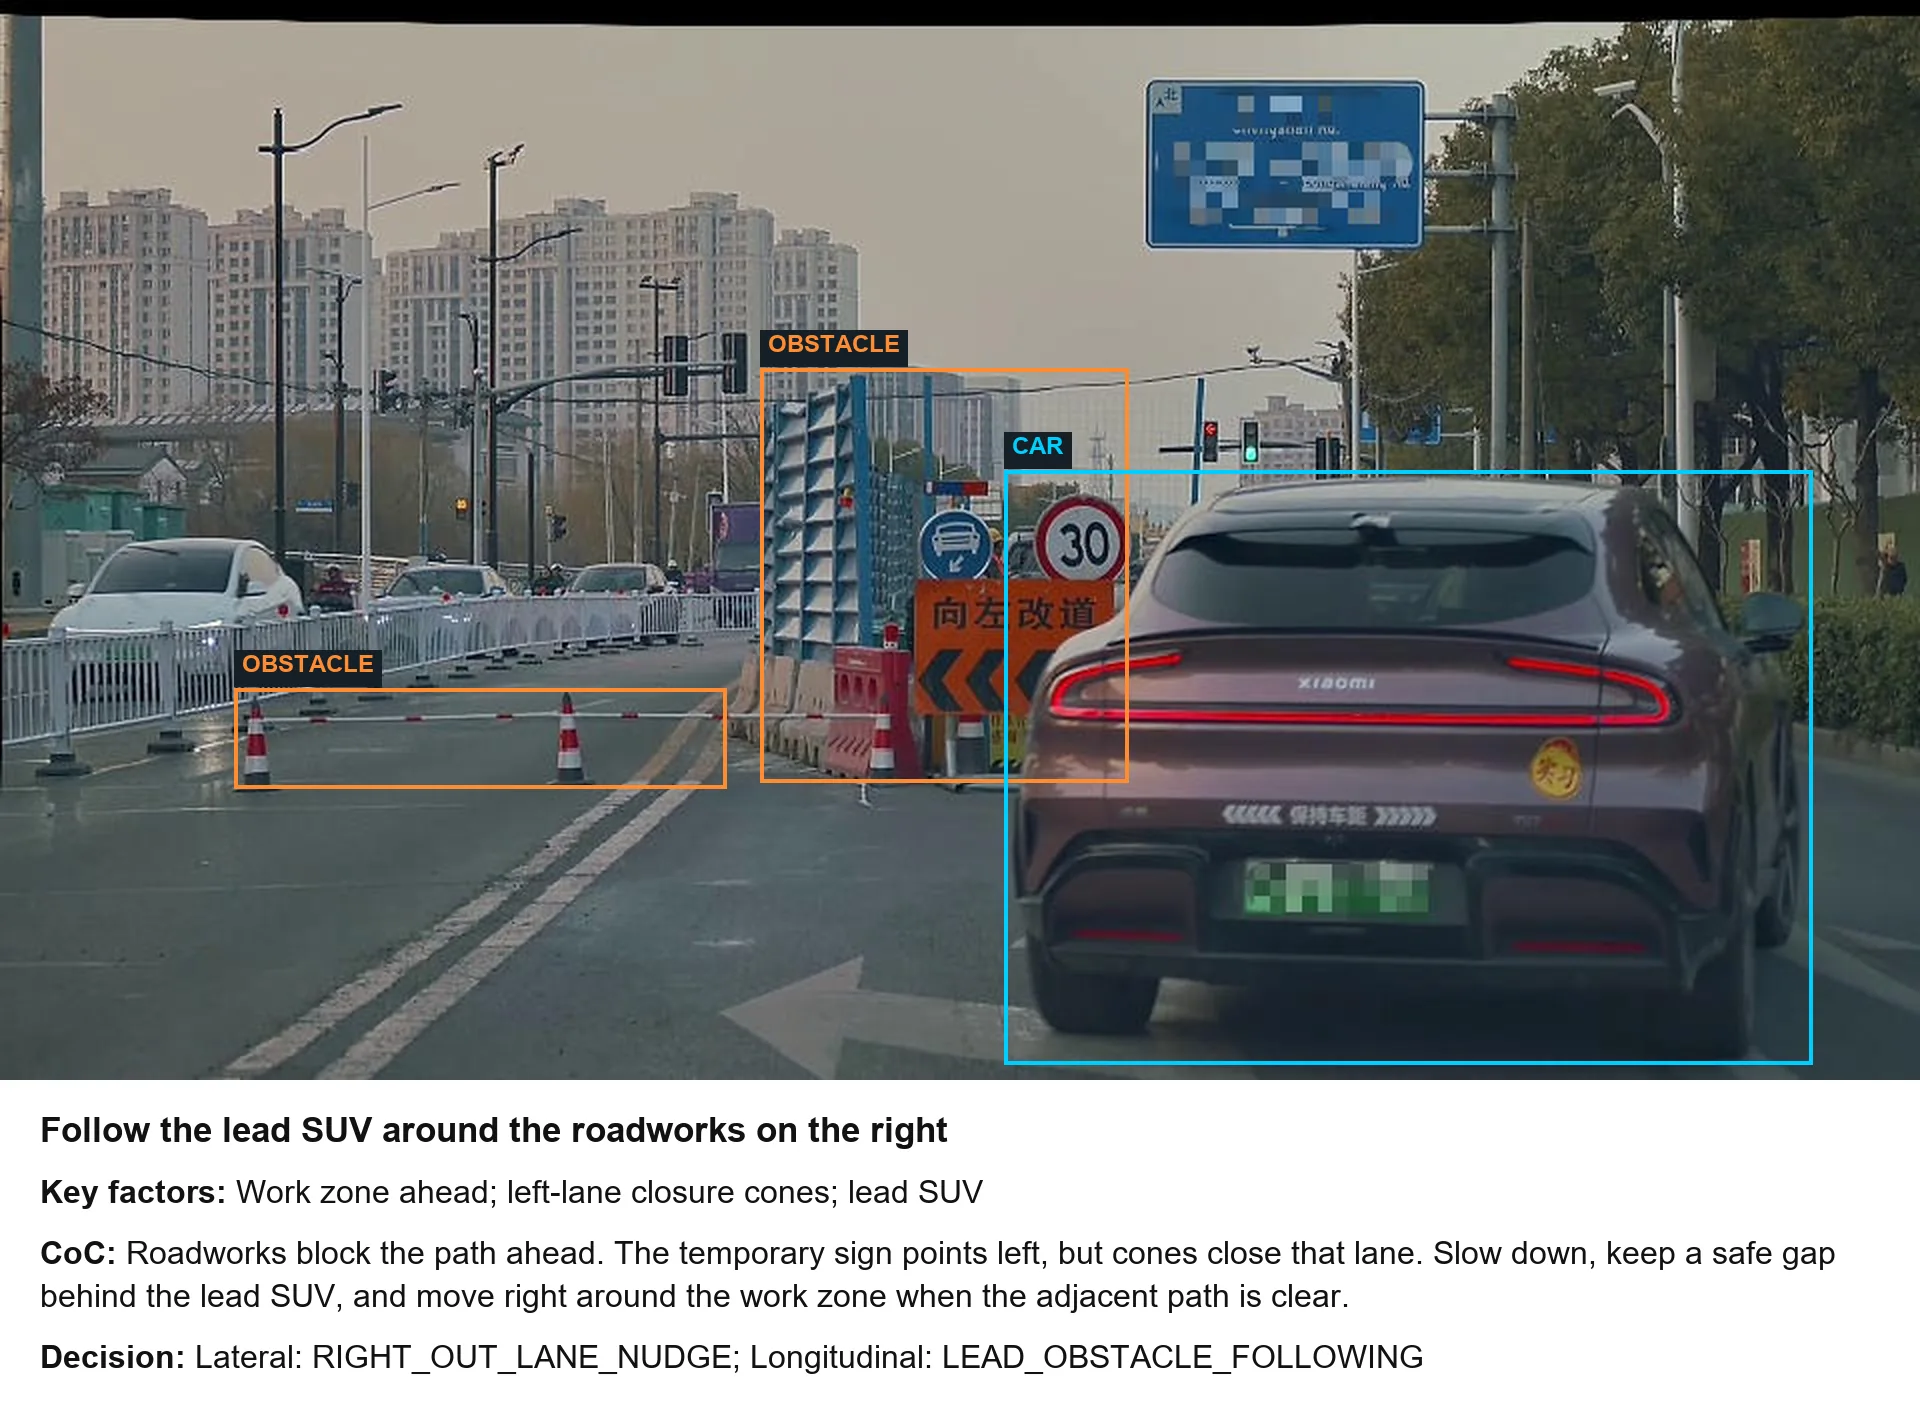 北
OBSTACLE
CAR
30
OBSTACLE
向左改道
xiaomi
实习
保持车距
Follow the lead SUV around the roadworks on the right
Key factors: Work zone ahead; left-lane closure cones; lead SUV
CoC: Roadworks block the path ahead. The temporary sign points left, but cones close that lane. Slow down, keep a safe gap
behind the lead SUV, and move right around the work zone when the adjacent path is clear.
Decision: Lateral: RIGHT_OUT_LANE_NUDGE; Longitudinal: LEAD_OBSTACLE_FOLLOWING